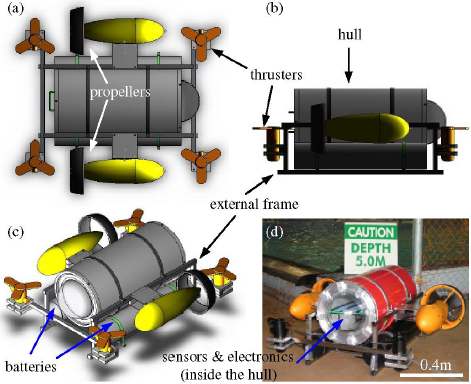 (a)
(b)
hull
thrusters
propellers
external frame
(c)
(d)
CAUTION
DEPTH
5.0M
batteries
sensors & electronics
(inside the hull)
0.4m